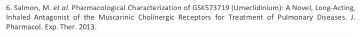 6. Salmon, M. et al. Pharmacological Characterization of GSK573719 (Umeclidinium): A Novel, Long-Acting,
Inhaled Antagonist of the Muscarinic Cholinergic Receptors for Treatment of Pulmonary Diseases. J.
Pharmacol. Exp. Ther. 2013.